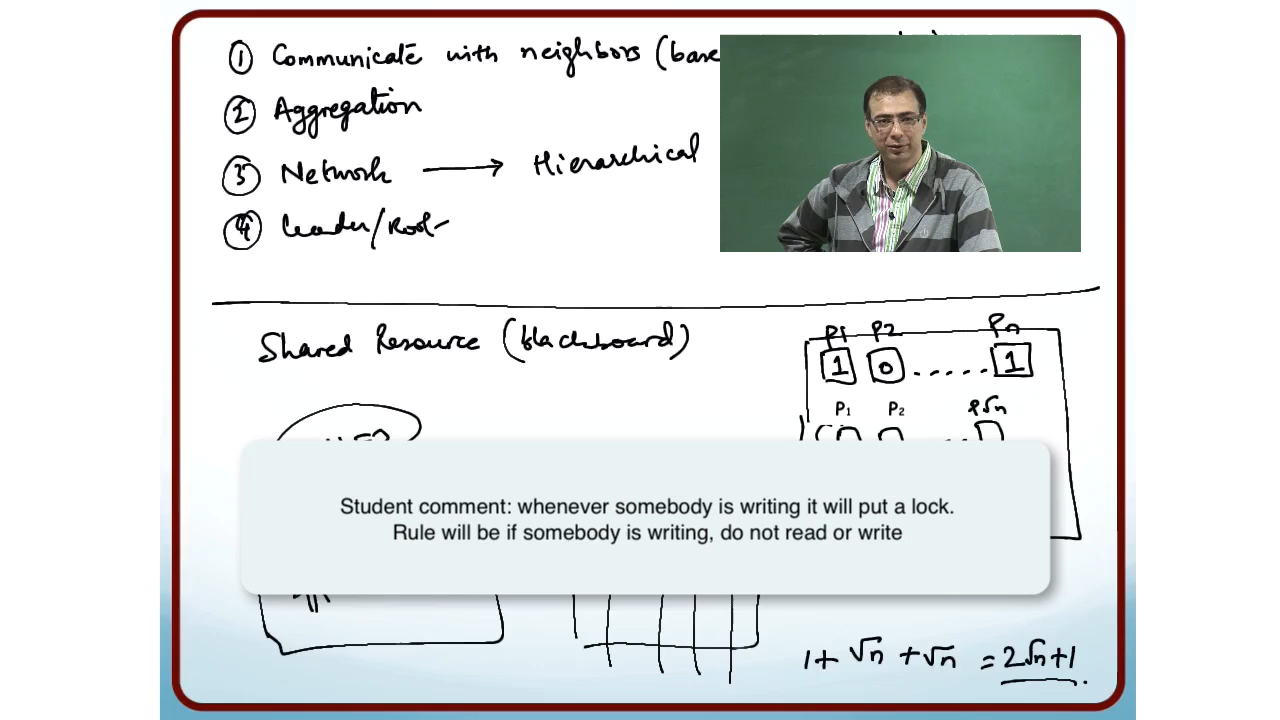 ① Communicate with neighbors (base
② Aggregation
③ Network → Hierarchical
④ Leader/Root
Shared Resource (blackboard)
P1 P2 Pn
1 0 ..... 1
P1 P2 P√n
Student comment: whenever somebody is writing it will put a lock.
Rule will be if somebody is writing, do not read or write
1 + √n + √n = 2√n+1